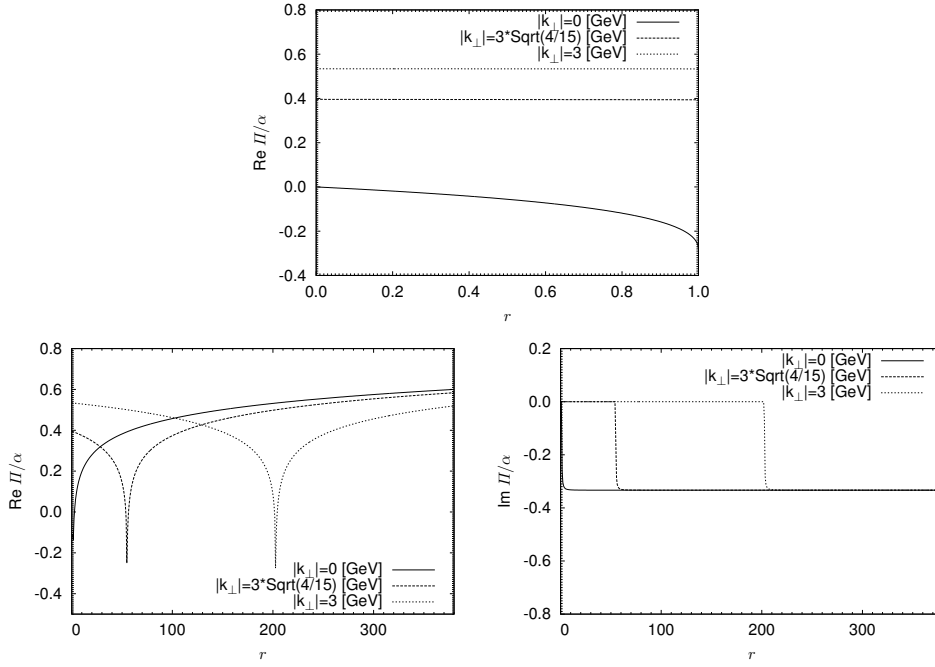 0.8
0.6
0.4
0.2
0.0
-0.2
-0.4
Re Π/α
|k⊥|=0 [GeV]
|k⊥|=3*Sqrt(4/15) [GeV]
|k⊥|=3 [GeV]
0.0 0.2 0.4 0.6 0.8 1.0
r
0.8
0.6
0.4
0.2
0.0
-0.2
-0.4
Re Π/α
|k⊥|=0 [GeV]
|k⊥|=3*Sqrt(4/15) [GeV]
|k⊥|=3 [GeV]
0 100 200 300
r
0.2
0.0
-0.2
-0.4
-0.6
-0.8
Im Π/α
|k⊥|=0 [GeV]
|k⊥|=3*Sqrt(4/15) [GeV]
|k⊥|=3 [GeV]
0 100 200 300
r